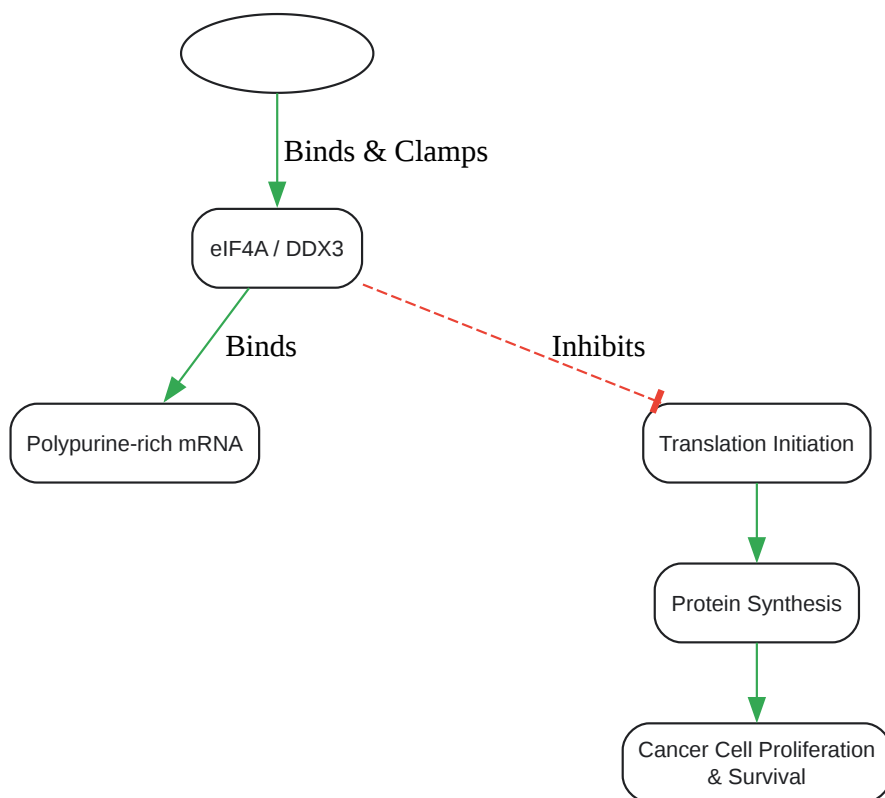 Binds & Clamps
eIF4A / DDX3
Binds
Inhibits
Polypurine-rich mRNA
Translation Initiation
Protein Synthesis
Cancer Cell Proliferation
& Survival